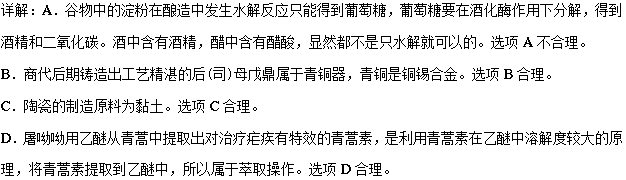 详解：A．谷物中的淀粉在酿造中发生水解反应只能得到葡萄糖，葡萄糖要在酒化酶作用下分解，得到
酒精和二氧化碳。酒中含有酒精，醋中含有醋酸，显然都不是只水解就可以的。选项 A 不合理。
B．商代后期铸造出工艺精湛的后(司)母戊鼎属于青铜器，青铜是铜锡合金。选项 B 合理。
C．陶瓷的制造原料为黏土。选项 C 合理。
D．屠呦呦用乙醚从青蒿中提取出对治疗疟疾有特效的青蒿素，是利用青蒿素在乙醚中溶解度较大的原
理，将青蒿素提取到乙醚中，所以属于萃取操作。选项 D 合理。